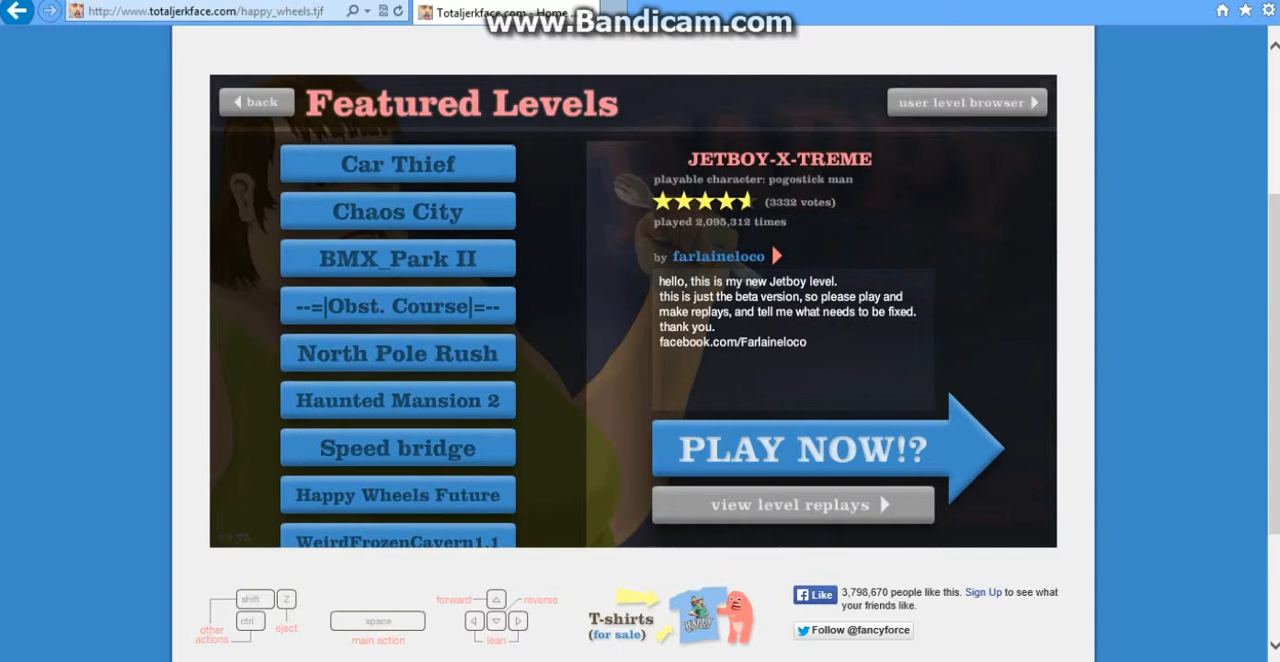 http://www.totaljerkface.com/happy_wheels.tjf
Totaljerkface.com - Home
www.Bandicam.com
back
Featured Levels
user level browser
Car Thief
Chaos City
BMX_Park II
--=|Obst. Course|=--
North Pole Rush
Haunted Mansion 2
Speed bridge
Happy Wheels Future
WeirdFrozenCavern1.1
JETBOY-X-TREME
playable character: pogostick man
(3332 votes)
played 2,095,312 times
by farlaineloco
hello, this is my new Jetboy level.
this is just the beta version, so please play and
make replays, and tell me what needs to be fixed.
thank you.
facebook.com/Farlaineloco
PLAY NOW!?
view level replays
shift
Z
ctrl
other
actions
eject
space
main action
forward
reverse
lean
T-shirts
(for sale)
HAPPY
Like
3,798,670 people like this. Sign Up to see what
your friends like.
Follow @fancyforce